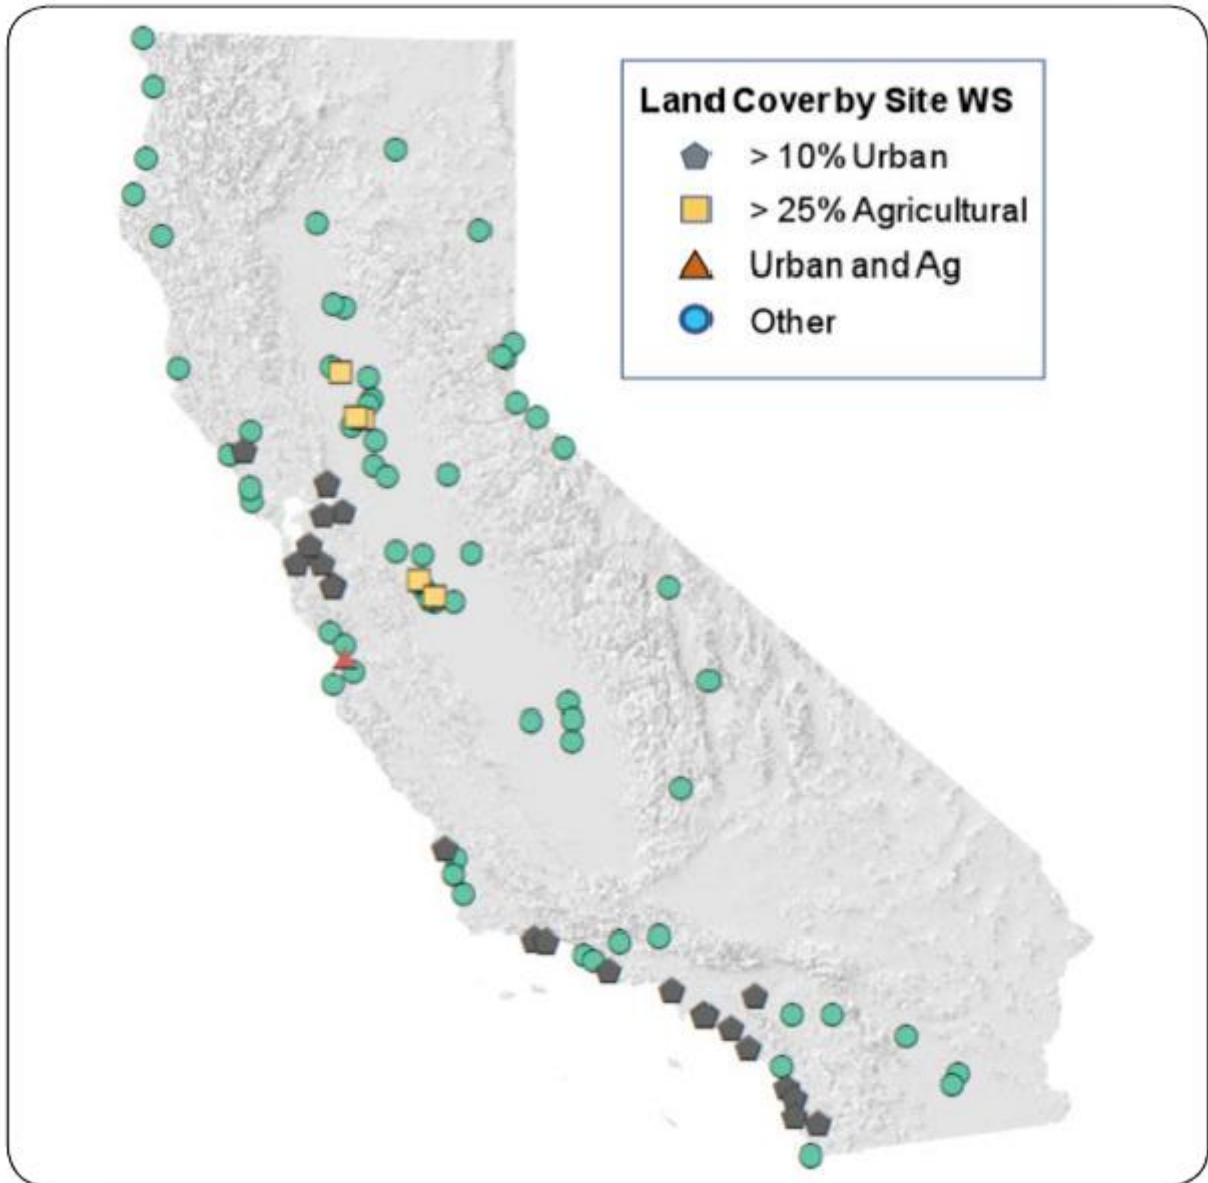 Land Cover by Site WS
> 10% Urban
> 25% Agricultural
Urban and Ag
Other